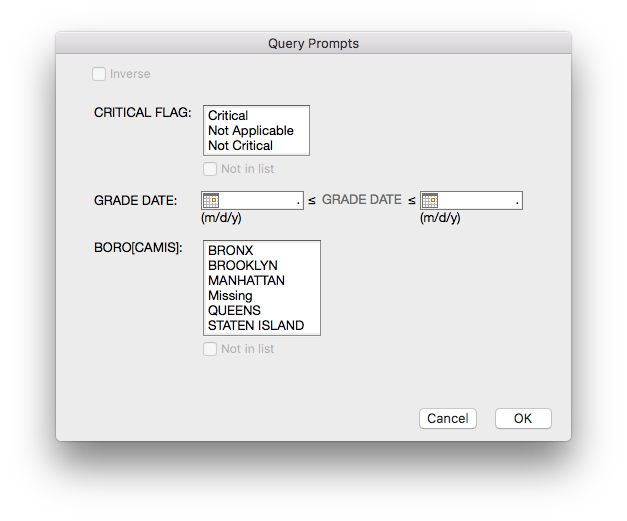 Query Prompts
Inverse
CRITICAL FLAG:
Critical
Not Applicable
Not Critical
Not in list
GRADE DATE: . ≤ GRADE DATE ≤ .
(m/d/y) (m/d/y)
BORO[CAMIS]:
BRONX
BROOKLYN
MANHATTAN
Missing
QUEENS
STATEN ISLAND
Not in list
Cancel OK